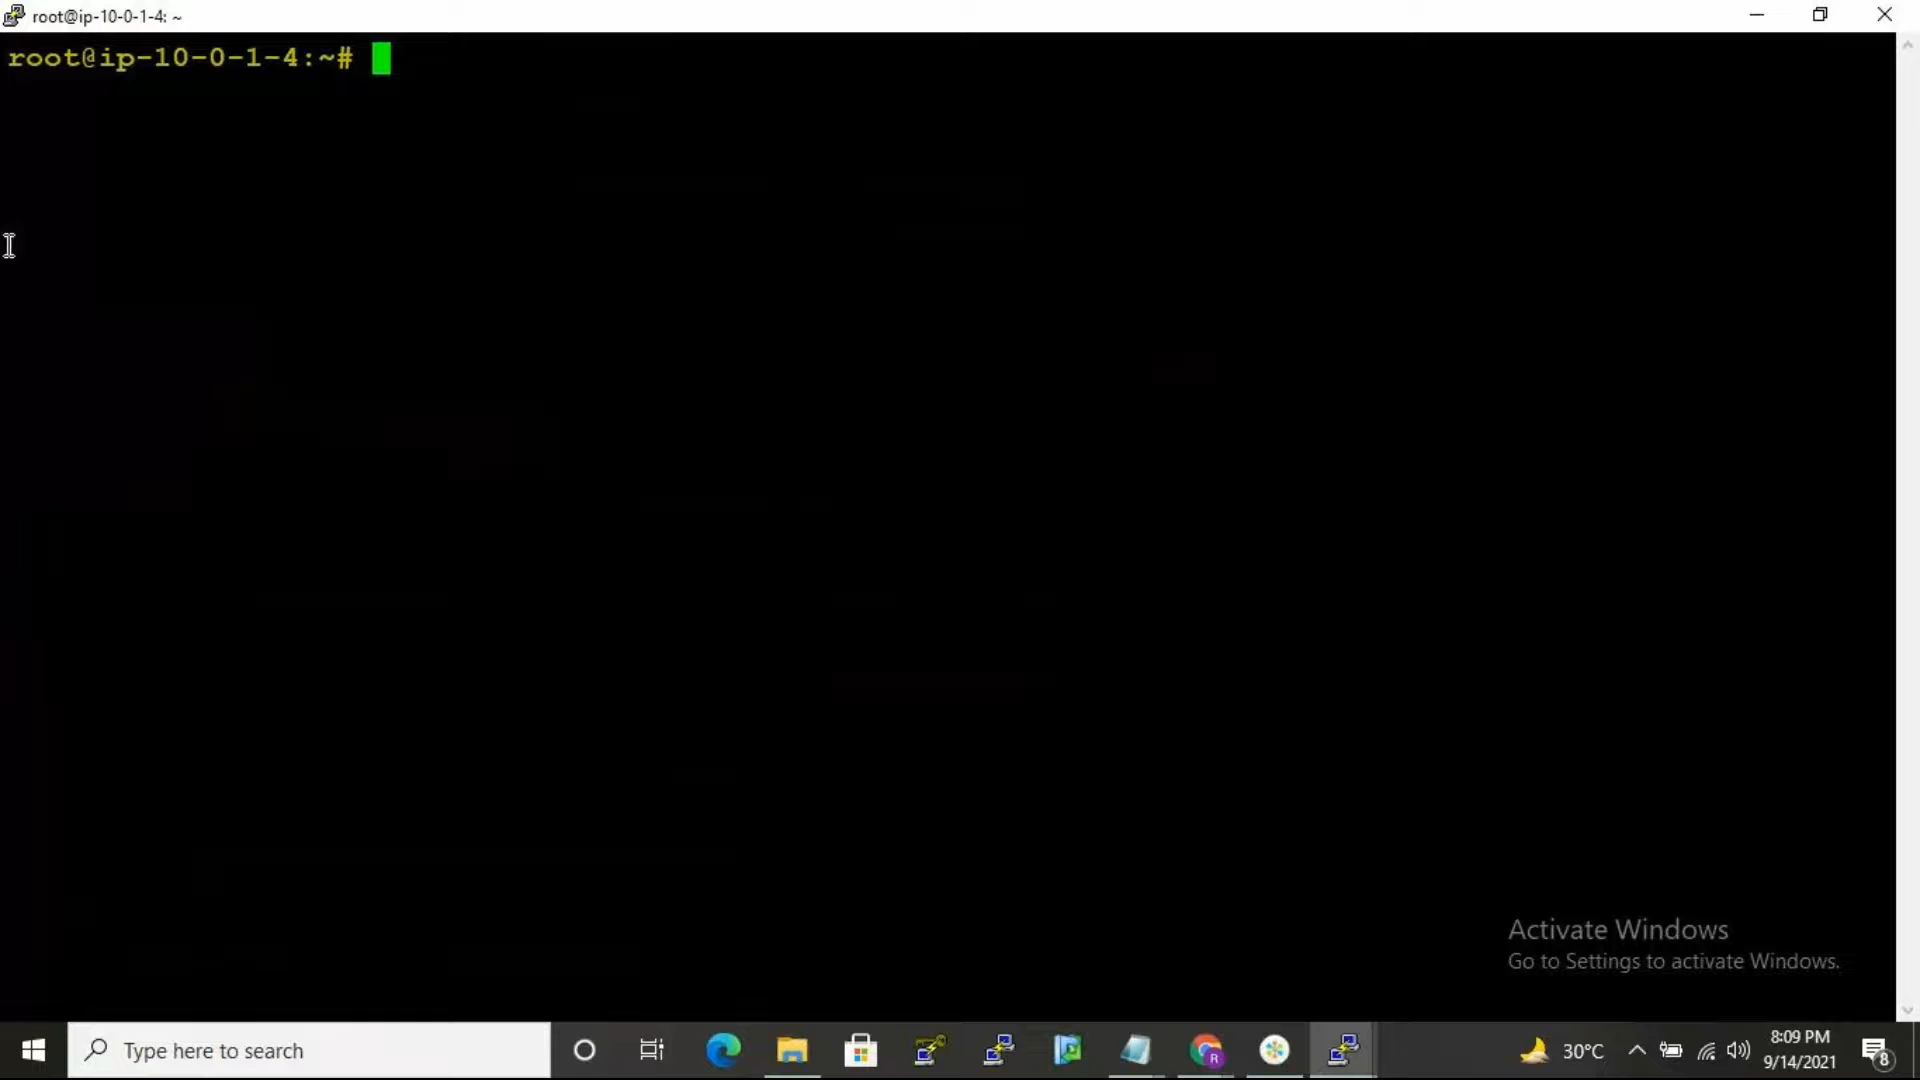 root@ip-10-0-1-4: ~
root@ip-10-0-1-4:~#
Activate Windows
Go to Settings to activate Windows.
Type here to search
R
30°C
8:09 PM
9/14/2021
8